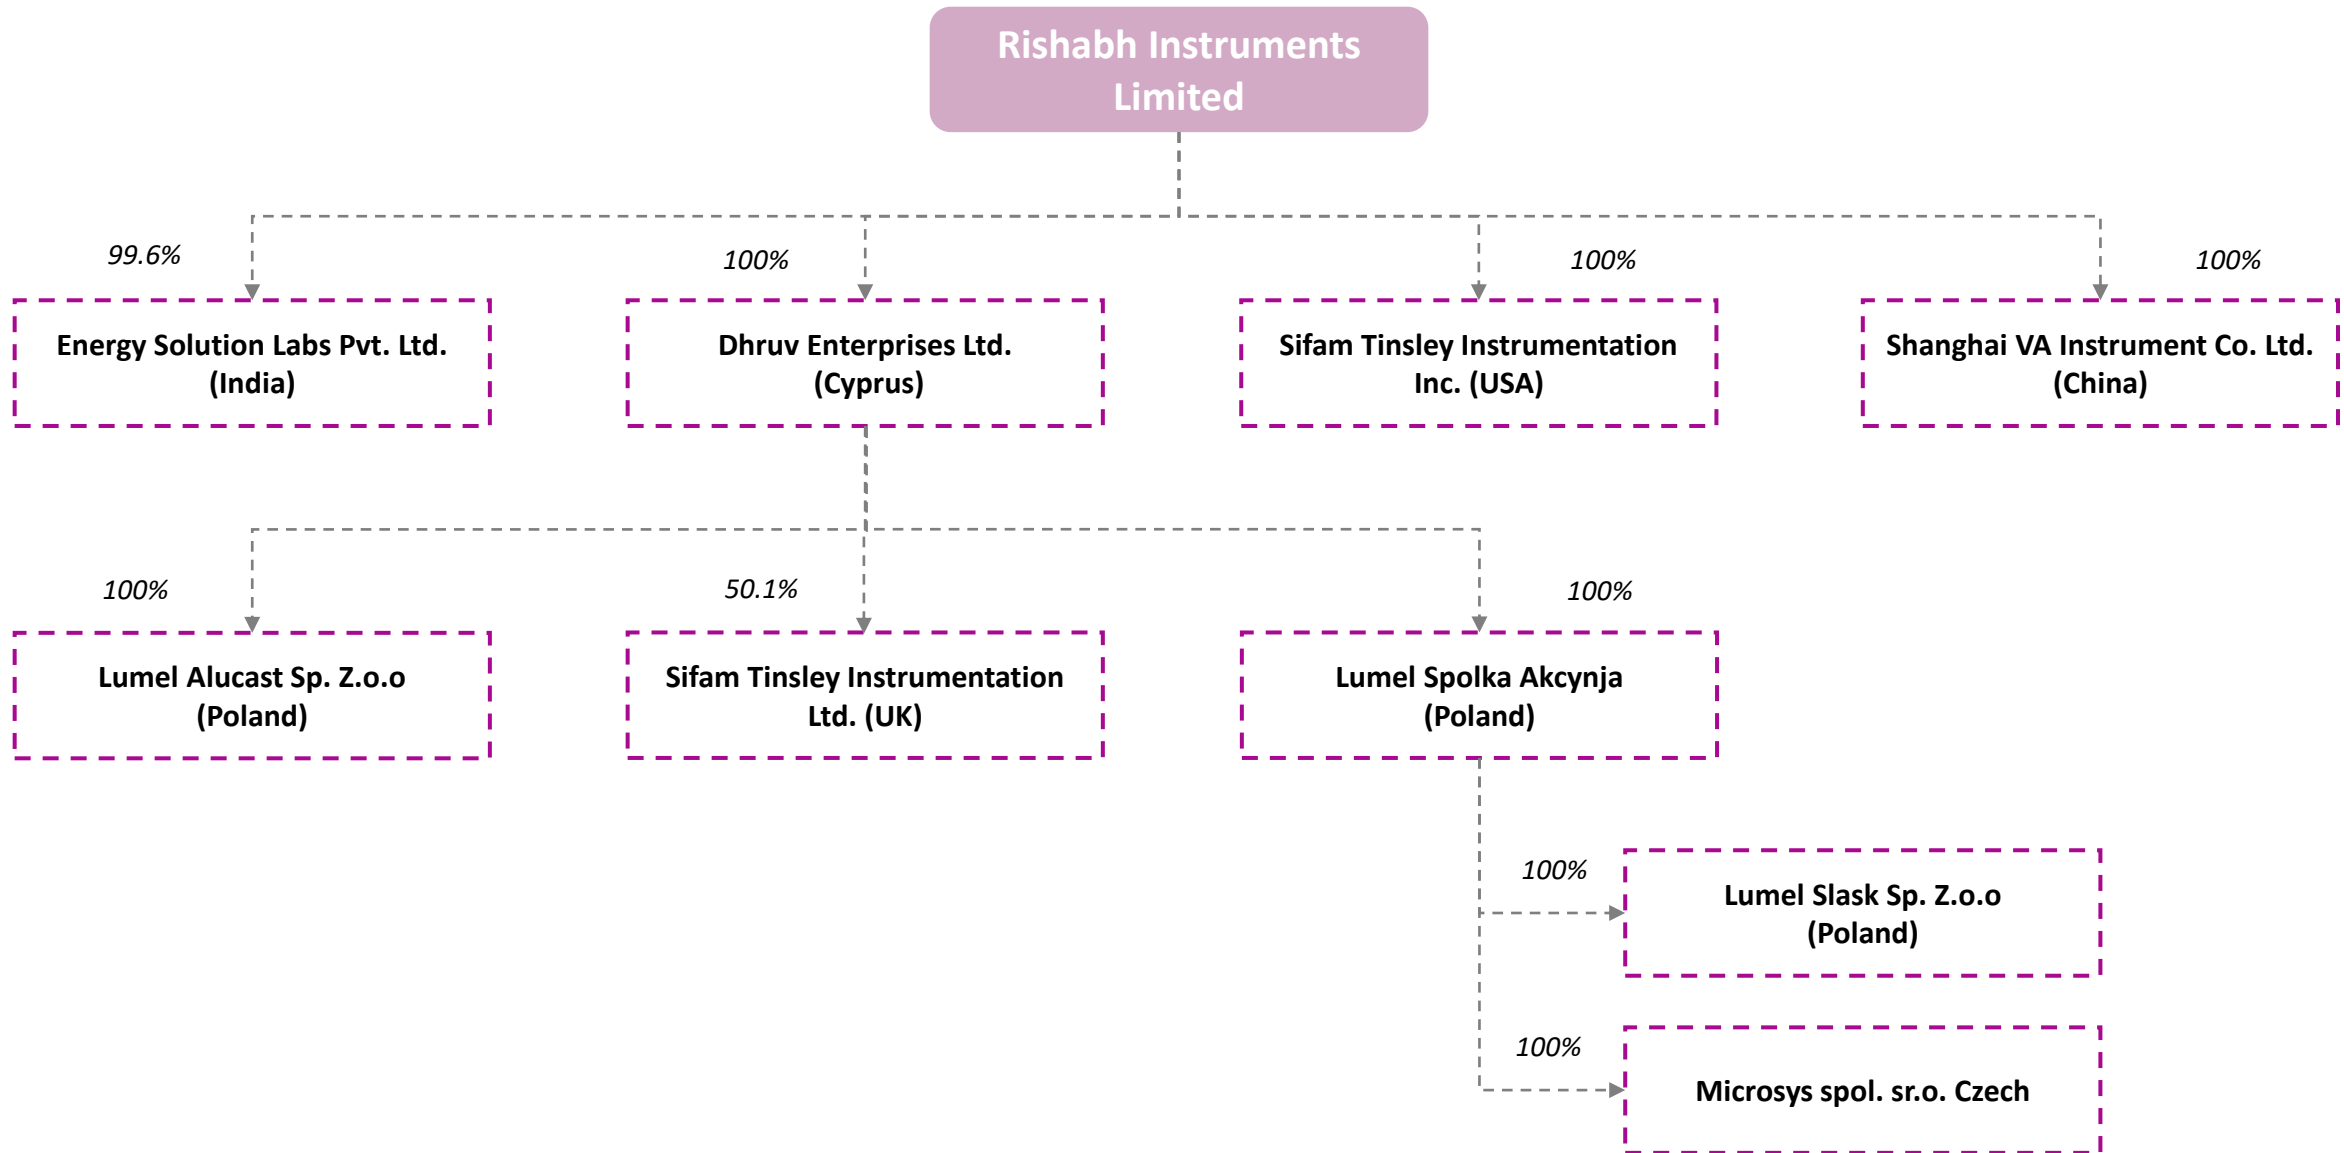 Rishabh Instruments
Limited
99.6%
100%
100%
100%
Energy Solution Labs Pvt. Ltd.
(India)
Dhruv Enterprises Ltd.
(Cyprus)
Sifam Tinsley Instrumentation
Inc. (USA)
Shanghai VA Instrument Co. Ltd.
(China)
100%
50.1%
100%
Lumel Alucast Sp. Z.o.o
(Poland)
Sifam Tinsley Instrumentation
Ltd. (UK)
Lumel Spolka Akcynja
(Poland)
100%
Lumel Slask Sp. Z.o.o
(Poland)
100%
Microsys spol. sr.o. Czech